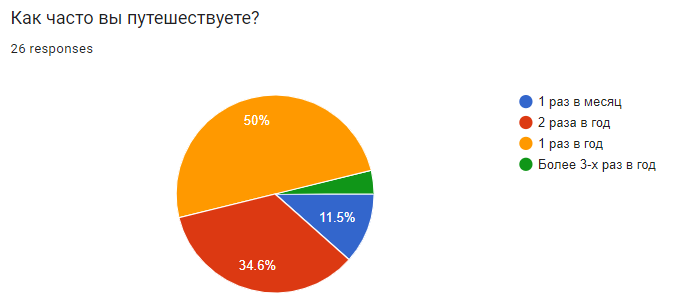 Как часто вы путешествуете?
26 responses
50%
11.5%
34.6%
1 раз в месяц
2 раза в год
1 раз в год
Более 3-х раз в год